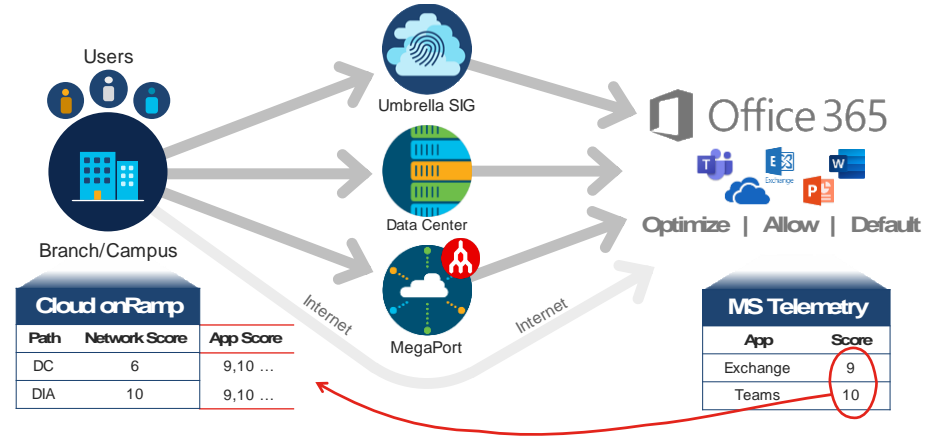 Users
Umbrella SIG
Office 365
E X
Exchange
W
P
Data Center
Optimize | Allow | Default
Branch/Campus
MegaPort
Internet
Internet
Cloud onRamp
Path Network Score App Score
DC 6 9,10 ...
DIA 10 9,10 ...
MS Telemetry
App Score
Exchange 9
Teams 10